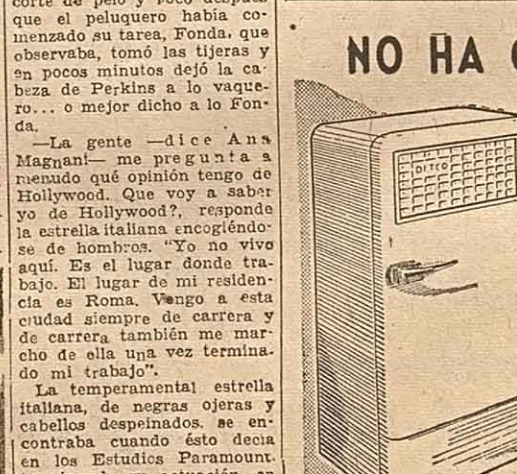 corte de pelo y poco después
que el peluquero había co-
menzado su tarea, Fonda, que
observaba, tomó las tijeras y
en pocos minutos dejó la ca-
beza de Perkins a lo vaque-
ro... o mejor dicho a lo Fon-
da.
—La gente —dice Ana
Magnani— me pregunta a
menudo qué opinión tengo de
Hollywood. Que voy a saber
yo de Hollywood?, responde
la estrella italiana encogiéndo-
se de hombros. "Yo no vivo
aquí. Es el lugar donde tra-
bajo. El lugar de mi residen-
cia es Roma. Vengo a esta
ciudad siempre de carrera y
de carrera también me mar-
cho de ella una vez termina-
do mi trabajo".
La temperamental estrella
italiana, de negras ojeras y
cabellos despeinados. se en-
contraba cuando ésto decía
en los Estudios Paramount.
NO HA
DITCO